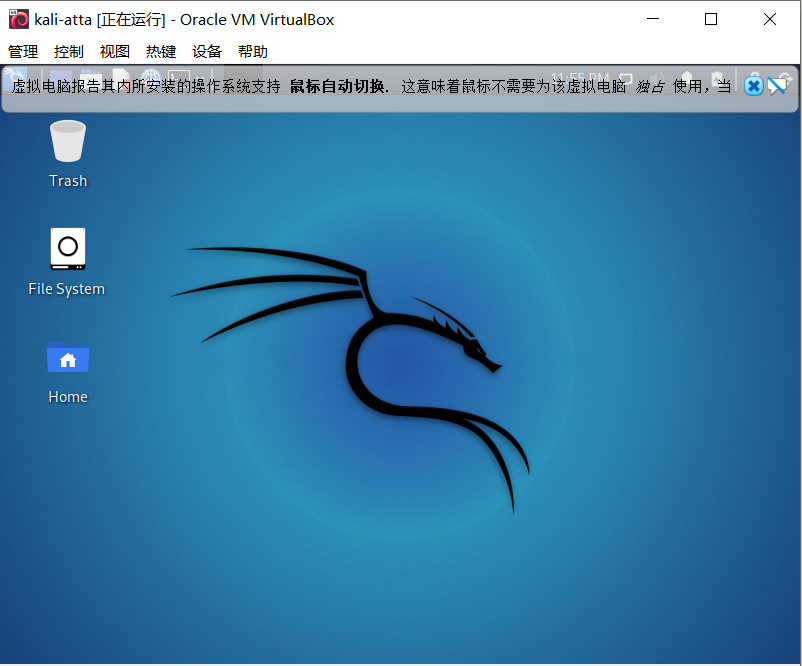 kali-atta [正在运行] - Oracle VM VirtualBox
管理 控制 视图 热键 设备 帮助
11:55 PM
虚拟电脑报告其内所安装的操作系统支持 鼠标自动切换. 这意味着鼠标不需要为该虚拟电脑 独占 使用，当
Trash
File System
Home